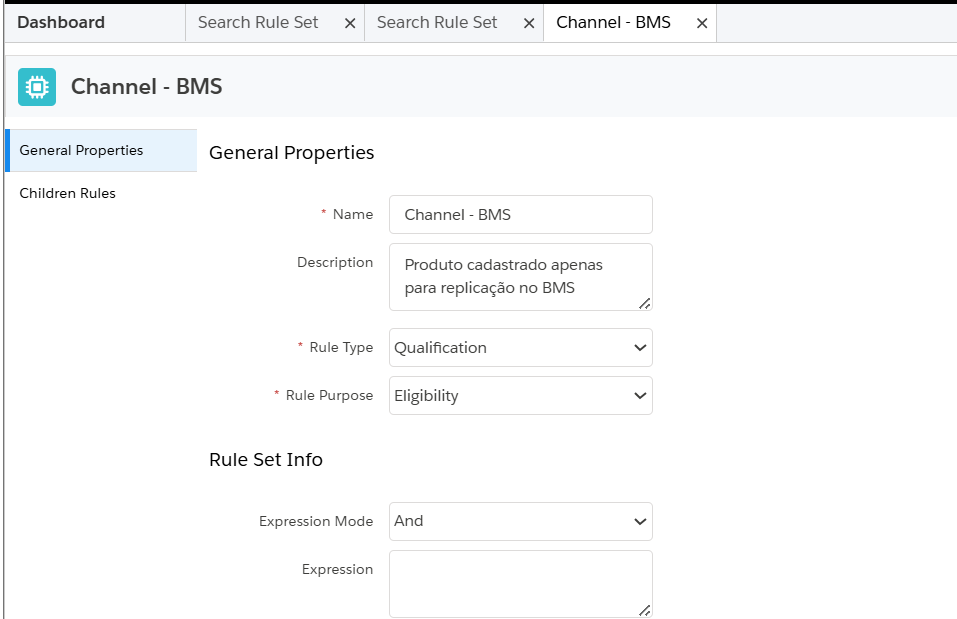 Dashboard
Search Rule Set
Search Rule Set
Channel - BMS
Channel - BMS
General Properties
Children Rules
General Properties
* Name
Channel - BMS
Description
Produto cadastrado apenas
para replicação no BMS
* Rule Type
Qualification
* Rule Purpose
Eligibility
Rule Set Info
Expression Mode
And
Expression